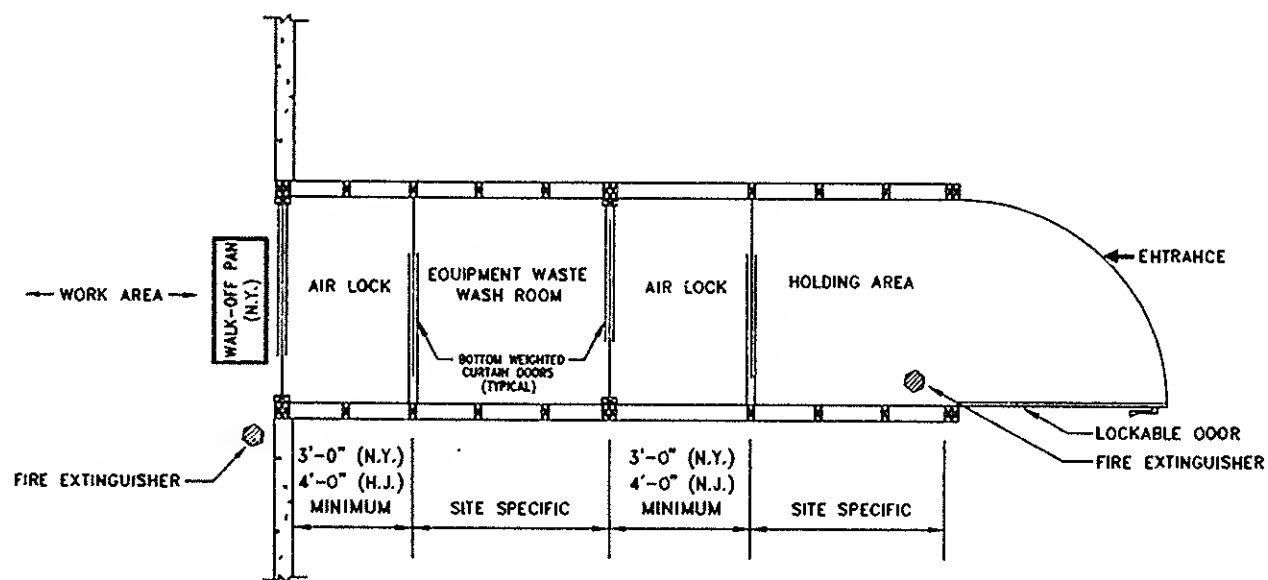 WORK AREA
WALK-OFF PAN
(N.Y.)
AIR LOCK
EQUIPMENT WASTE
WASH ROOM
BOTTOM WEIGHTED
CURTAIN DOORS
(TYPICAL)
AIR LOCK
HOLDING AREA
EHTRAHCE
LOCKABLE ODOR
FIRE EXTINGUISHER
FIRE EXTINGUISHER
3'-0" (N.Y.)
4'-0" (H.J.)
MINIMUM
SITE SPECIFIC
3'-0" (N.Y.)
4'-0" (N.J.)
MINIMUM
SITE SPECIFIC